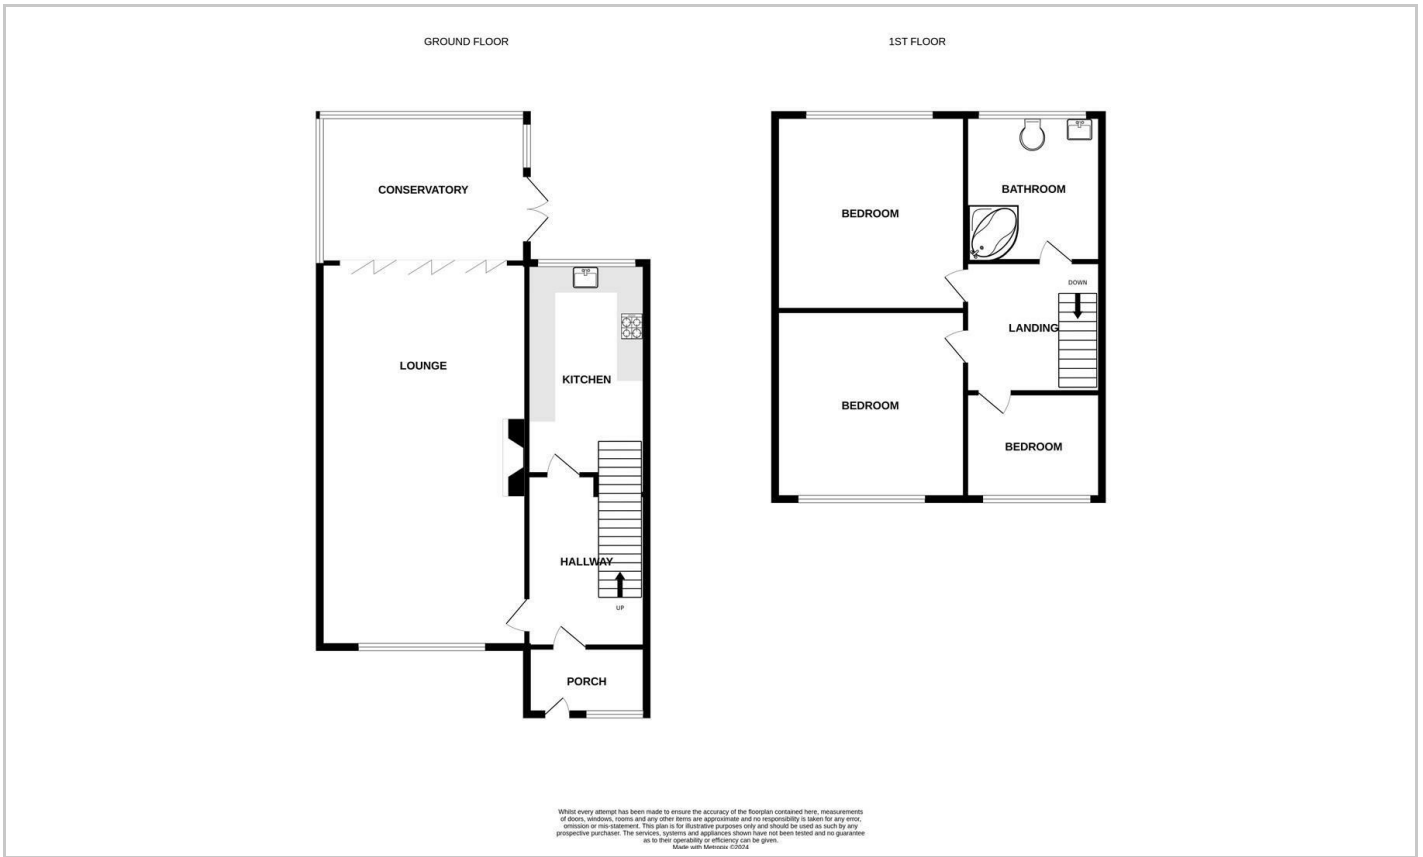 GROUND FLOOR
1ST FLOOR
CONSERVATORY
LOUNGE
KITCHEN
HALLWAY
UP
PORCH
BEDROOM
BATHROOM
DOWN
LANDING
BEDROOM
BEDROOM
Whilst every attempt has been made to ensure the accuracy of the floorplan contained here, measurements
of doors, windows, rooms and any other items are approximate and no responsibility is taken for any error,
omission or mis-statement. This plan is for illustrative purposes only and should be used as such by any
prospective purchaser. The services, systems and appliances shown have not been tested and no guarantee
as to their operability or efficiency can be given.
Made with Metropix ©2024